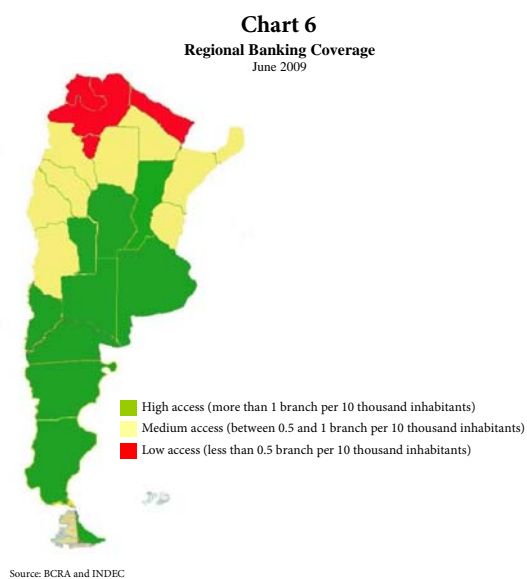 Chart 6
Regional Banking Coverage
June 2009
High access (more than 1 branch per 10 thousand inhabitants)
Medium access (between 0.5 and 1 branch per 10 thousand inhabitants)
Low access (less than 0.5 branch per 10 thousand inhabitants)
Source: BCRA and INDEC